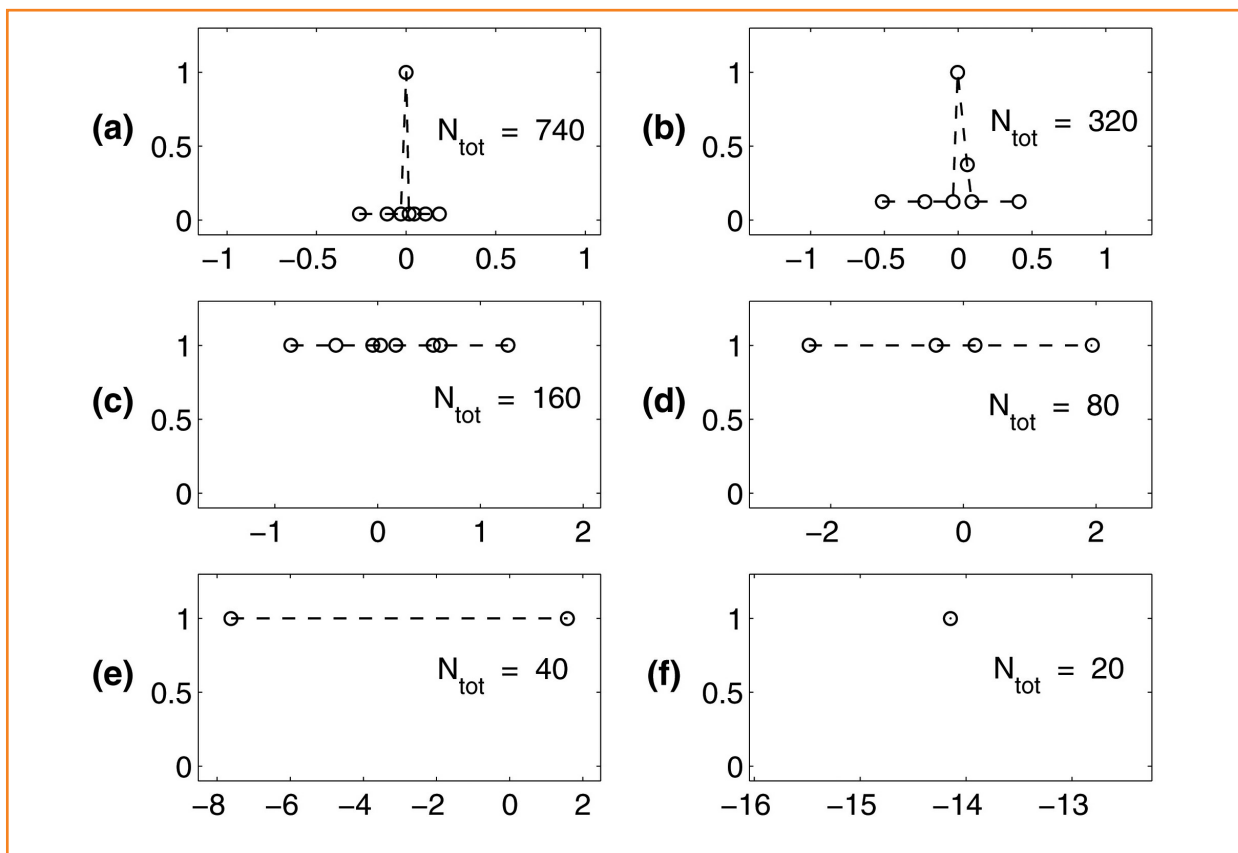 (a)
1
0.5
0
N_tot = 740
−1 −0.5 0 0.5 1
(b)
1
0.5
0
N_tot = 320
−1 −0.5 0 0.5 1
(c)
1
0.5
0
N_tot = 160
−1 0 1 2
(d)
1
0.5
0
N_tot = 80
−2 0 2
(e)
1
0.5
0
N_tot = 40
−8 −6 −4 −2 0 2
(f)
1
0.5
0
N_tot = 20
−16 −15 −14 −13